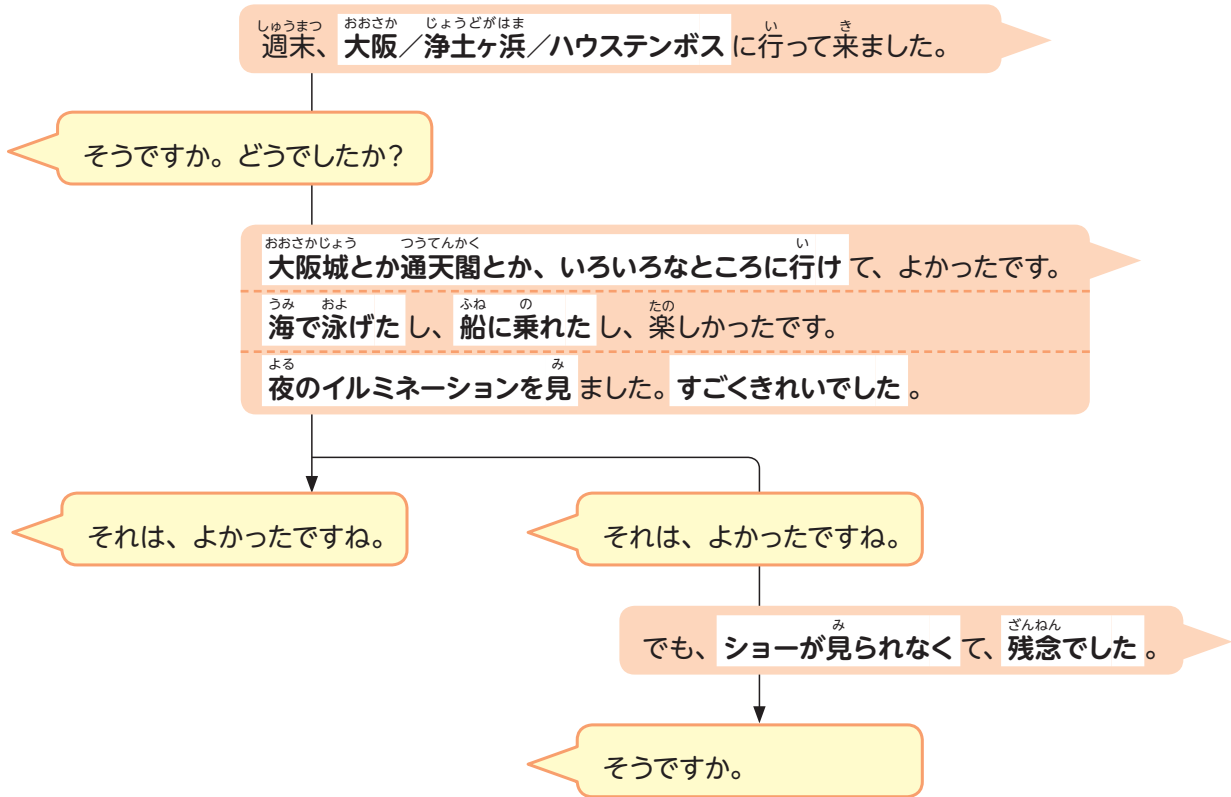 しゅうまつ おおさか じょうどがはま い き
週末、大阪／浄土ヶ浜／ハウステンボスに行って来ました。
そうですか。どうでしたか？
おおさかじょう つうてんかく い
大阪城とか通天閣とか、いろいろなところに行けて、よかったです。
うみ およ ふね の たの
海で泳げたし、船に乗れたし、楽しかったです。
よる み
夜のイルミネーションを見ました。すごくきれいでした。
それは、よかったですね。
それは、よかったですね。
み ざんねん
でも、ショーが見られなくて、残念でした。
そうですか。